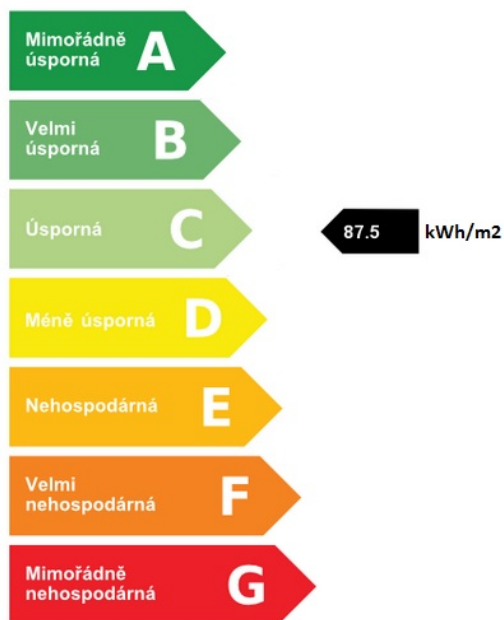 Mimořádně
úsporná A
Velmi
úsporná B
Úsporná C
87.5 kWh/m2
Méně úsporná D
Nehospodárná E
Velmi
nehospodárná F
Mimořádně
nehospodárná G